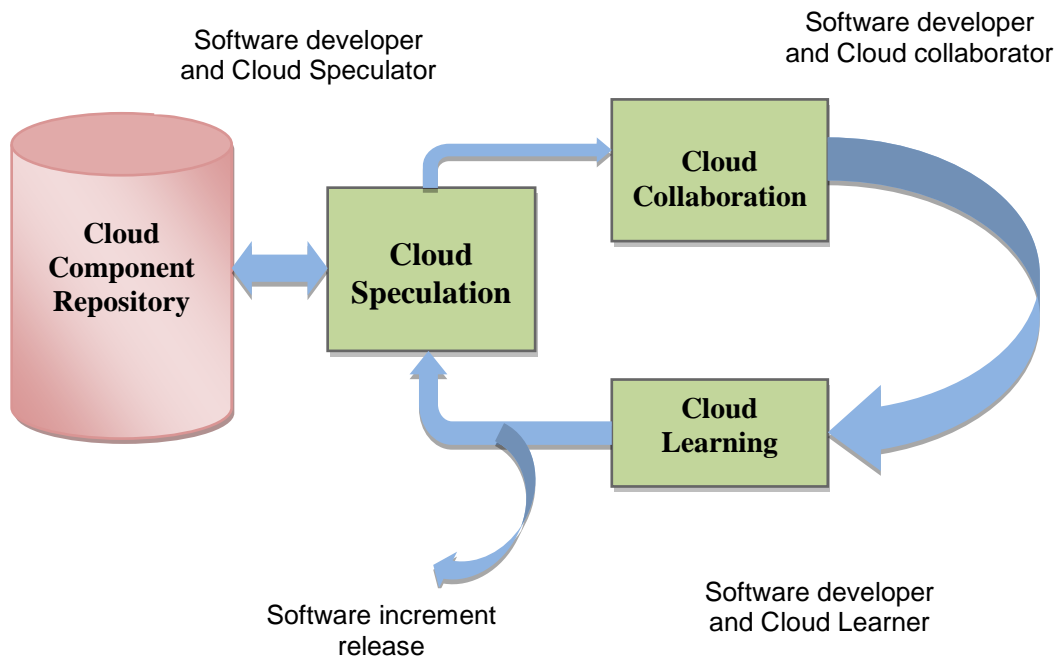 Software developer
and Cloud Speculator
Software developer
and Cloud collaborator
Cloud
Component
Repository
Cloud
Speculation
Cloud
Collaboration
Cloud
Learning
Software increment
release
Software developer
and Cloud Learner